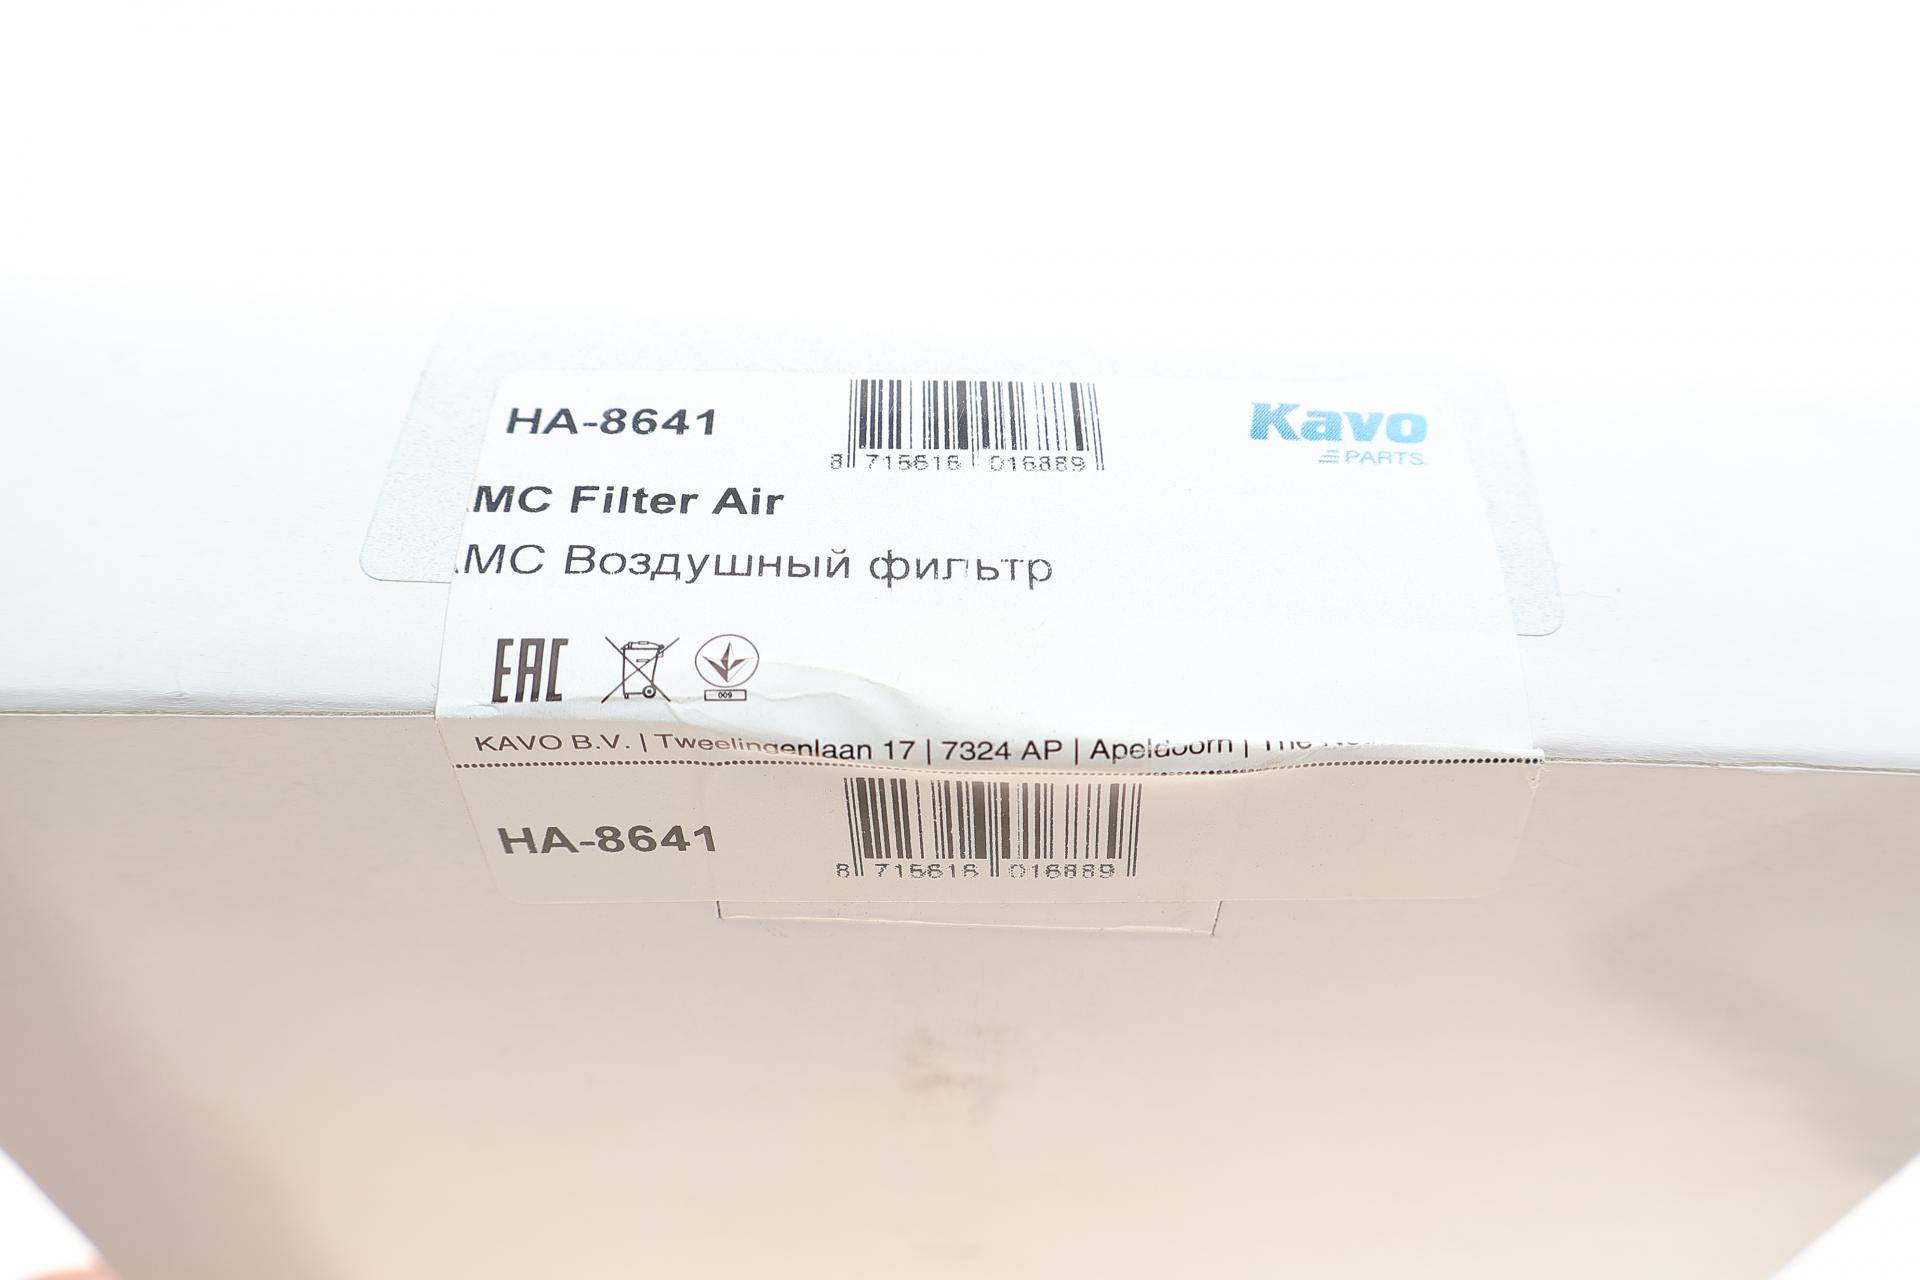 HA-8641
8 715616 016889
Kavo
PARTS
MC Filter Air
MC Воздушный фильтр
EAC
009
KAVO B.V. | Tweelingenlaan 17 | 7324 AP | Apeldoorn | The
HA-8641
8 715616 016889